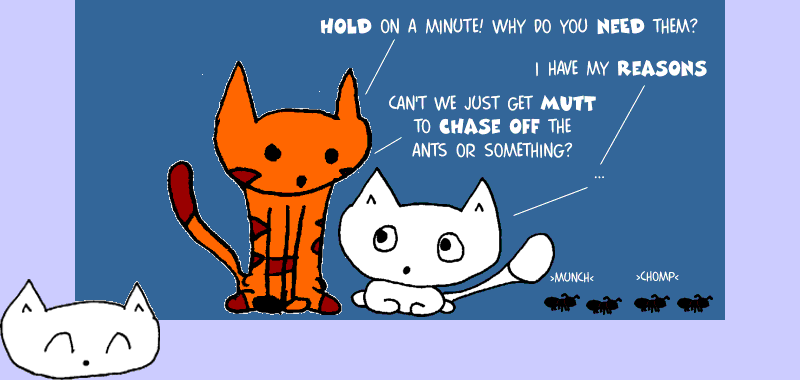 HOLD ON A MINUTE! WHY DO YOU NEED THEM?
I HAVE MY REASONS
CAN'T WE JUST GET MUTT
TO CHASE OFF THE
ANTS OR SOMETHING?
...
>MUNCH<
>CHOMP<